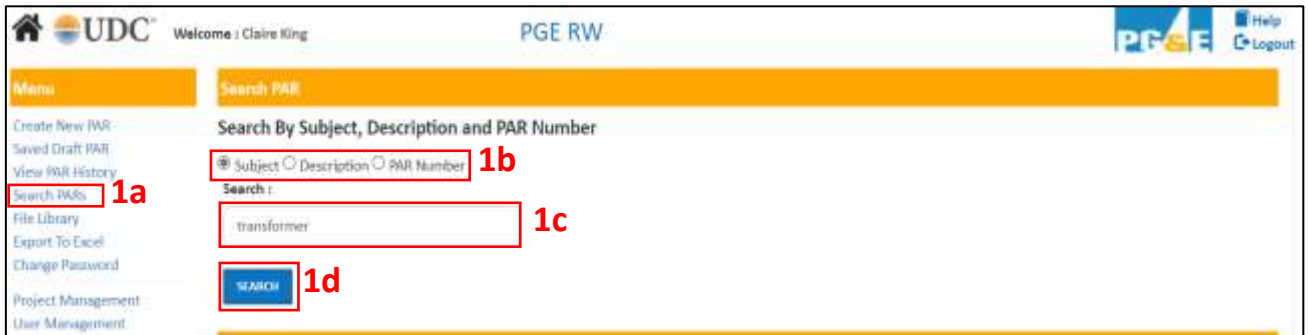 UDC Welcome : Claire King PGE RW PG&E Help
Logout
Menu
Search PAR
Create New PAR
Saved Draft PAR
View PAR History
Search PARs 1a
File Library
Export To Excel
Change Password
Project Management
User Management
Search By Subject, Description and PAR Number
Subject Description PAR Number 1b
Search :
transformer 1c
SEARCH 1d